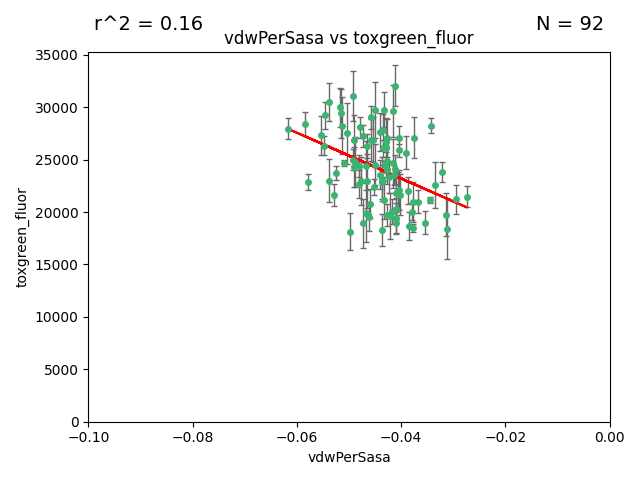 r^2 = 0.16
N = 92
vdwPerSasa vs toxgreen_fluor
35000
30000
25000
20000
15000
10000
5000
0
toxgreen_fluor
−0.10
−0.08
−0.06
−0.04
−0.02
0.00
vdwPerSasa